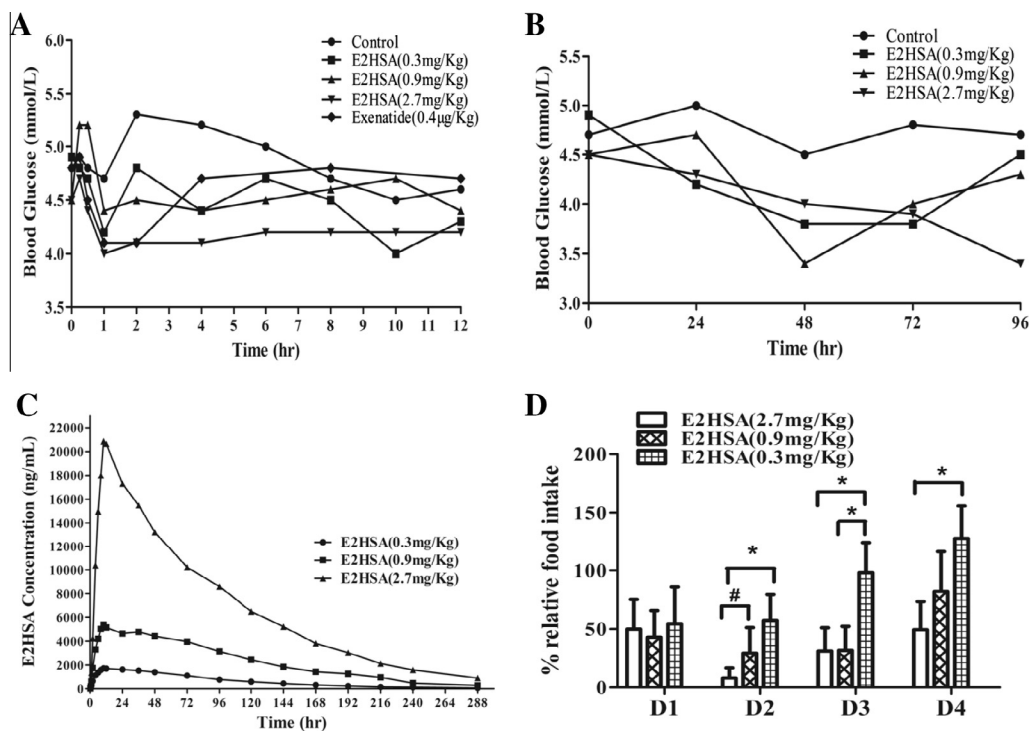 A
Control
E2HSA(0.3mg/Kg)
E2HSA(0.9mg/Kg)
E2HSA(2.7mg/Kg)
Exenatide(0.4μg/Kg)
Blood Glucose (mmol/L)
6.0
5.5
5.0
4.5
4.0
3.5
0 1 2 3 4 5 6 7 8 9 10 11 12
Time (hr)
B
Control
E2HSA(0.3mg/Kg)
E2HSA(0.9mg/Kg)
E2HSA(2.7mg/Kg)
Blood Glucose (mmol/L)
5.5
5.0
4.5
4.0
3.5
3.0
0 24 48 72 96
Time (hr)
C
E2HSA Concentration (ng/mL)
22000
20000
18000
16000
14000
12000
10000
8000
6000
4000
2000
0
E2HSA(0.3mg/Kg)
E2HSA(0.9mg/Kg)
E2HSA(2.7mg/Kg)
0 24 48 72 96 120 144 168 192 216 240 264 288
Time (hr)
D
E2HSA(2.7mg/Kg)
E2HSA(0.9mg/Kg)
E2HSA(0.3mg/Kg)
% relative food intake
200
150
100
50
0
# * * * *
D1 D2 D3 D4